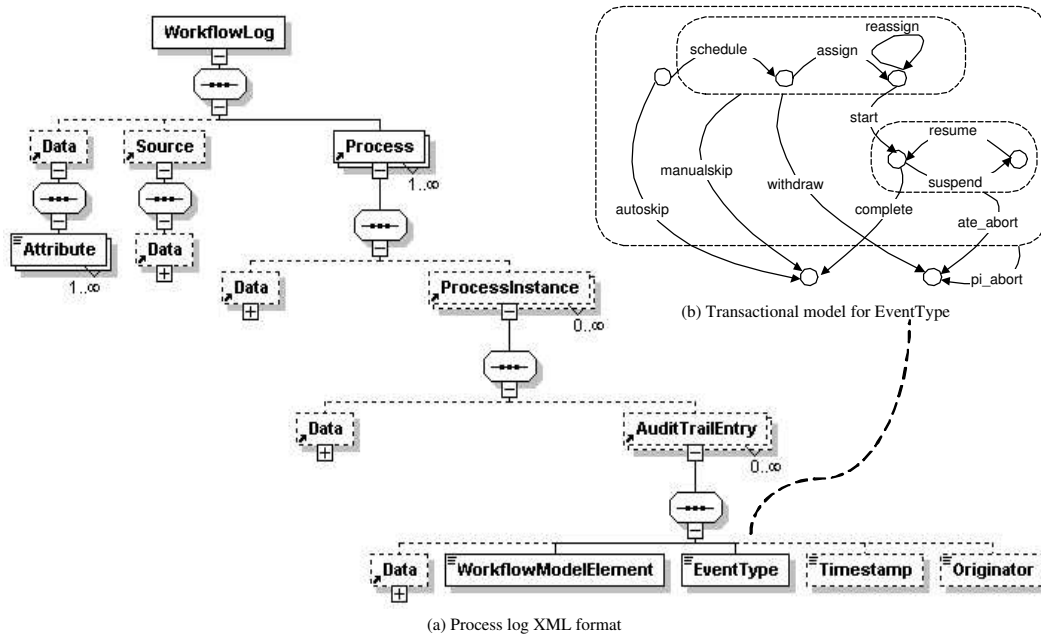 WorkflowLog
Data
Source
Process
1..∞
Attribute
1..∞
Data
Data
ProcessInstance
0..∞
Data
AuditTrailEntry
0..∞
Data
WorkflowModelElement
EventType
Timestamp
Originator
(a) Process log XML format
reassign
schedule
assign
start
resume
suspend
manualskip
withdraw
autoskip
complete
ate_abort
pi_abort
(b) Transactional model for EventType